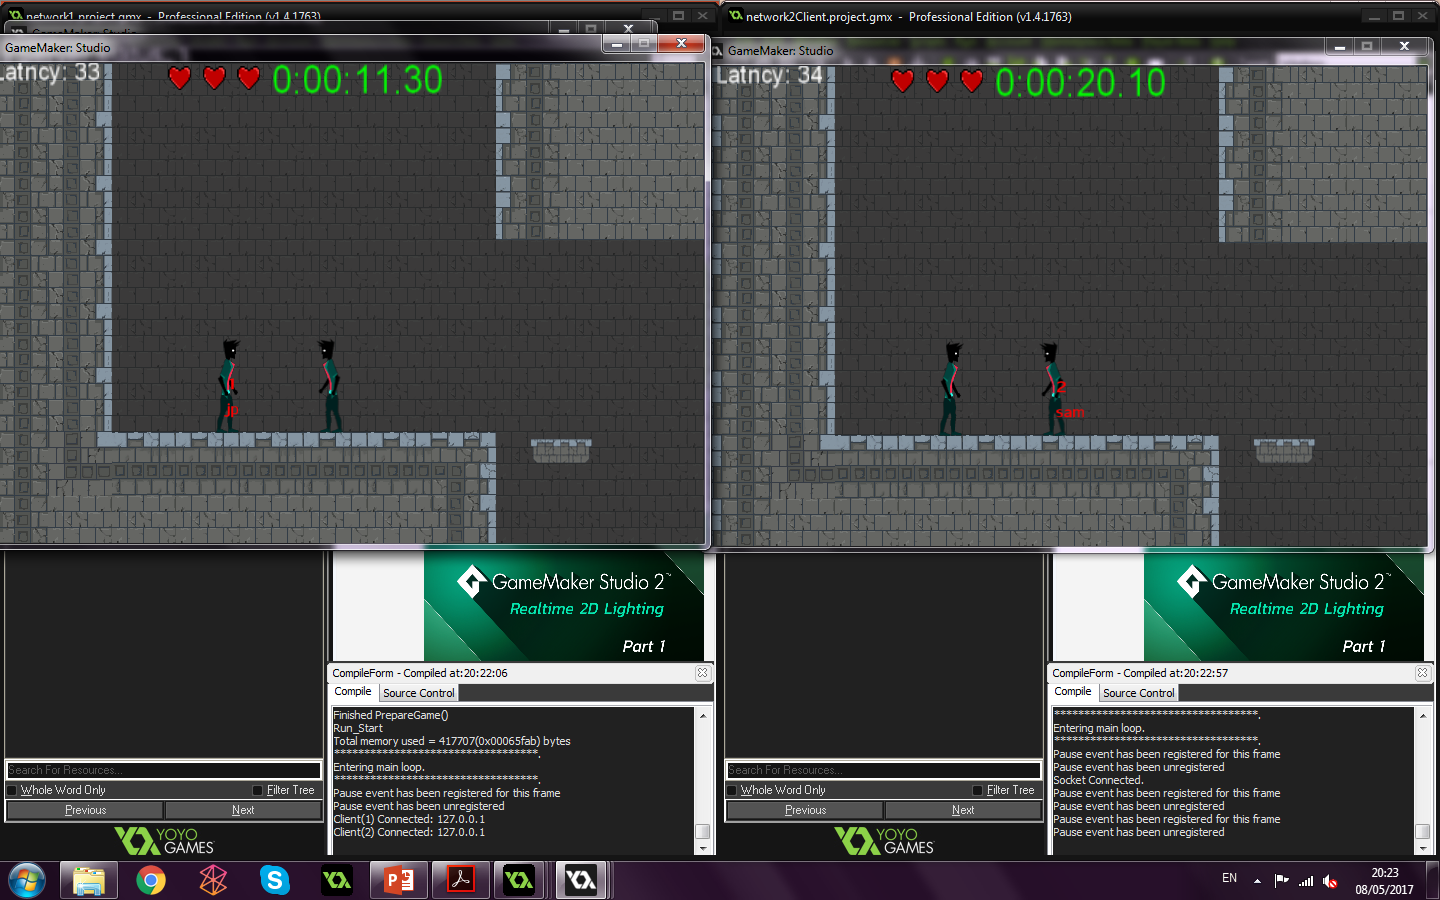 network1.project.gmx - Professional Edition (v1.4.1763)
GameMaker: Studio
Latncy: 33
0:00:11.30
1
jp
GameMaker Studio 2™
Realtime 2D Lighting
Part 1
CompileForm - Compiled at:20:22:06
Compile
Source Control
Finished PrepareGame()
Run_Start
Total memory used = 417707(0x00065fab) bytes
***********************************.
Entering main loop.
***********************************.
Pause event has been registered for this frame
Pause event has been unregistered
Client(1) Connected: 127.0.0.1
Client(2) Connected: 127.0.0.1
Search For Resources...
Whole Word Only
Filter Tree
Previous
Next
YOYO
GAMES™
network2Client.project.gmx - Professional Edition (v1.4.1763)
GameMaker: Studio
Latncy: 34
0:00:20.10
2
sam
GameMaker Studio 2™
Realtime 2D Lighting
Part 1
CompileForm - Compiled at:20:22:57
Compile
Source Control
***********************************.
Entering main loop.
***********************************.
Pause event has been registered for this frame
Pause event has been unregistered
Socket Connected.
Pause event has been registered for this frame
Pause event has been unregistered
Pause event has been registered for this frame
Pause event has been unregistered
Search For Resources...
Whole Word Only
Filter Tree
Previous
Next
YOYO
GAMES™
EN
20:23
08/05/2017